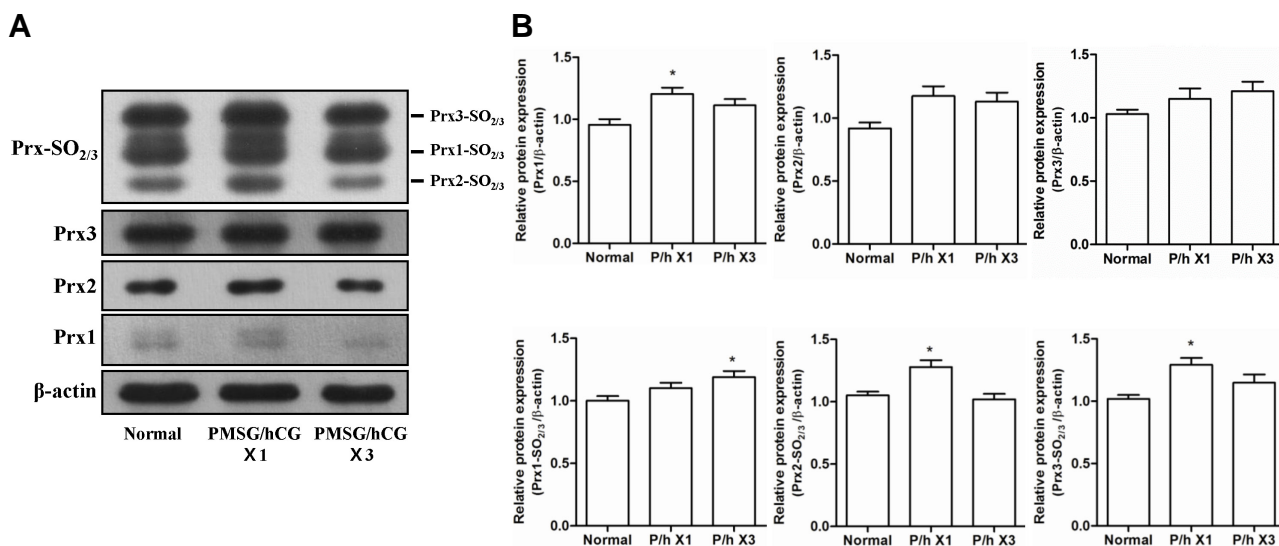 A
Prx-SO2/3
Prx3-SO2/3
Prx1-SO2/3
Prx2-SO2/3
Prx3
Prx2
Prx1
β-actin
Normal
PMSG/hCG
X1
PMSG/hCG
X3
B
Relative protein expression
(Prx1/β-actin)
1.5
1.0
0.5
0.0
*
Normal P/h X1 P/h X3
Relative protein expression
(Prx2/β-actin)
1.5
1.0
0.5
0.0
Normal P/h X1 P/h X3
Relative protein expression
(Prx3/β-actin)
1.5
1.0
0.5
0.0
Normal P/h X1 P/h X3
Relative protein expression
(Prx1-SO2/3/β-actin)
1.5
1.0
0.5
0.0
*
Normal P/h X1 P/h X3
Relative protein expression
(Prx2-SO2/3/β-actin)
1.5
1.0
0.5
0.0
*
Normal P/h X1 P/h X3
Relative protein expression
(Prx3-SO2/3/β-actin)
1.5
1.0
0.5
0.0
*
Normal P/h X1 P/h X3